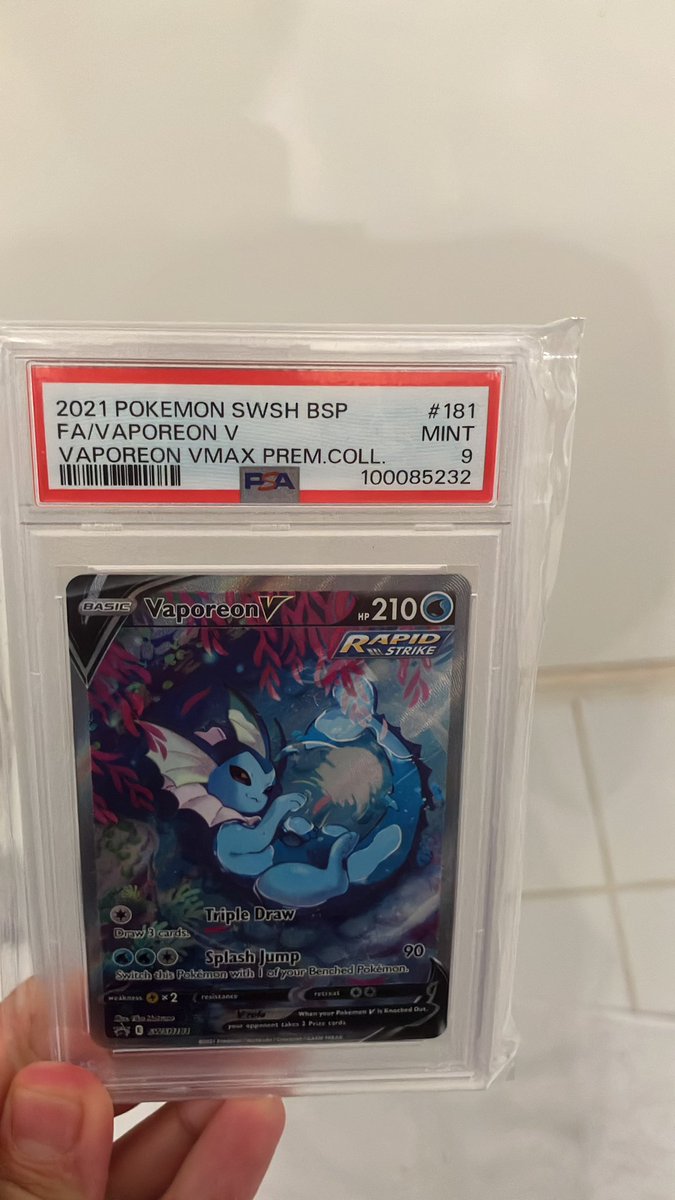 2021 POKEMON SWSH BSP #181
FA/VAPOREON V MINT
VAPOREON VMAX PREM.COLL. 9
PSA 100085232
BASIC Vaporeon V HP 210
RAPID
STRIKE
Triple Draw
Draw 3 cards.
Splash Jump 90
Switch this Pokémon with 1 of your Benched Pokémon.
weakness ×2 resistance retreat
V rule When your Pokémon V is Knocked Out,
your opponent takes 2 Prize cards.
SWSH181